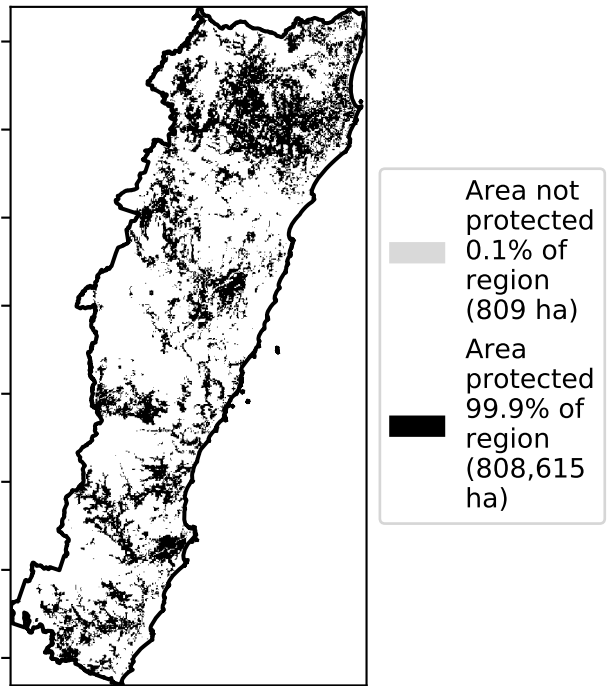 Area not
protected
0.1% of
region
(809 ha)
Area
protected
99.9% of
region
(808,615
ha)